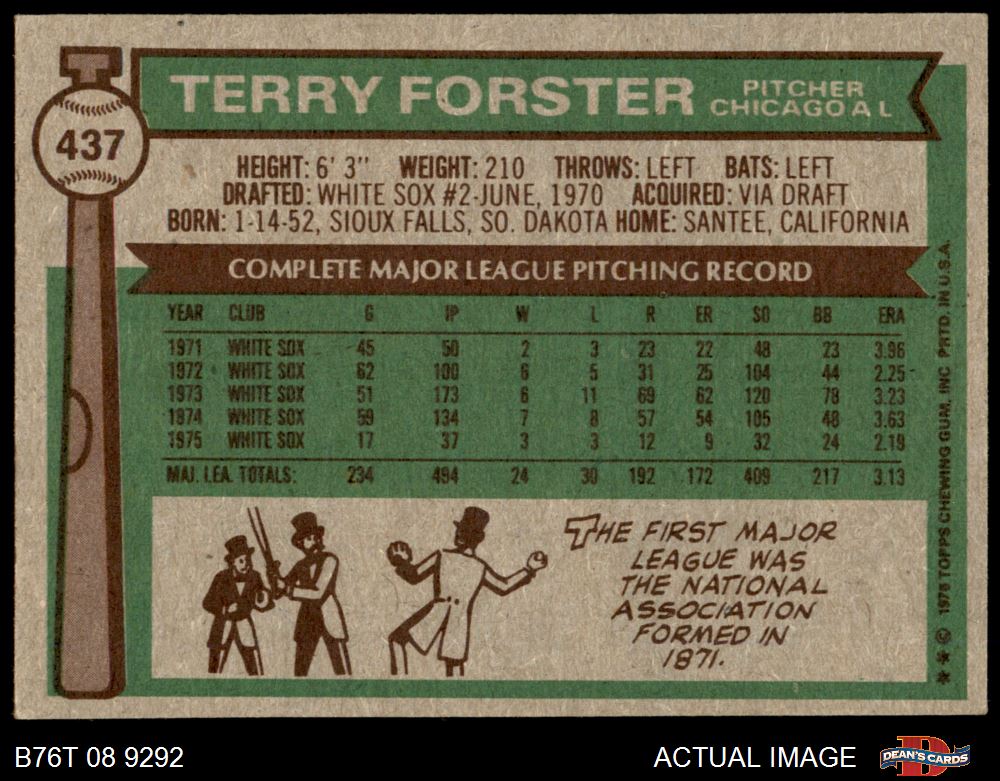 TERRY FORSTER
PITCHER
CHICAGO A L
437
HEIGHT: 6' 3" WEIGHT: 210 THROWS: LEFT BATS: LEFT
DRAFTED: WHITE SOX #2-JUNE, 1970 ACQUIRED: VIA DRAFT
BORN: 1-14-52, SIOUX FALLS, SO. DAKOTA HOME: SANTEE, CALIFORNIA
COMPLETE MAJOR LEAGUE PITCHING RECORD
YEAR CLUB G IP W L R ER SO BB ERA
1971 WHITE SOX 45 50 2 3 23 22 48 23 3.96
1972 WHITE SOX 62 100 6 5 31 25 104 44 2.25
1973 WHITE SOX 51 173 6 11 69 62 120 78 3.23
1974 WHITE SOX 59 134 7 8 57 54 105 48 3.63
1975 WHITE SOX 17 37 3 3 12 9 32 24 2.19
MAJ. LEA. TOTALS: 234 494 24 30 192 172 409 217 3.13
THE FIRST MAJOR
LEAGUE WAS
THE NATIONAL
ASSOCIATION
FORMED IN
1871.
** © 1976 TOPPS CHEWING GUM, INC PRTD. IN U.S.A.
B76T 08 9292
ACTUAL IMAGE
D
DEAN'S CARDS